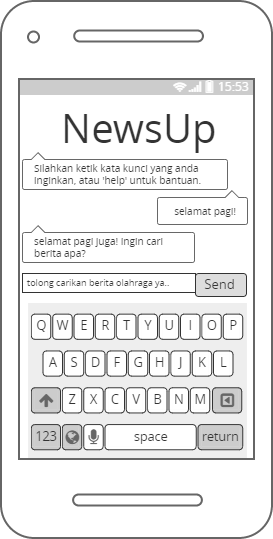 15:53
NewsUp
Silahkan ketik kata kunci yang anda
inginkan, atau 'help' untuk bantuan.
selamat pagi!
selamat pagi juga! ingin cari
berita apa?
tolong carikan berita olahraga ya..
Send
Q W E R T Y U I O P
A S D F G H J K L
Z X C V B N M
123 space return